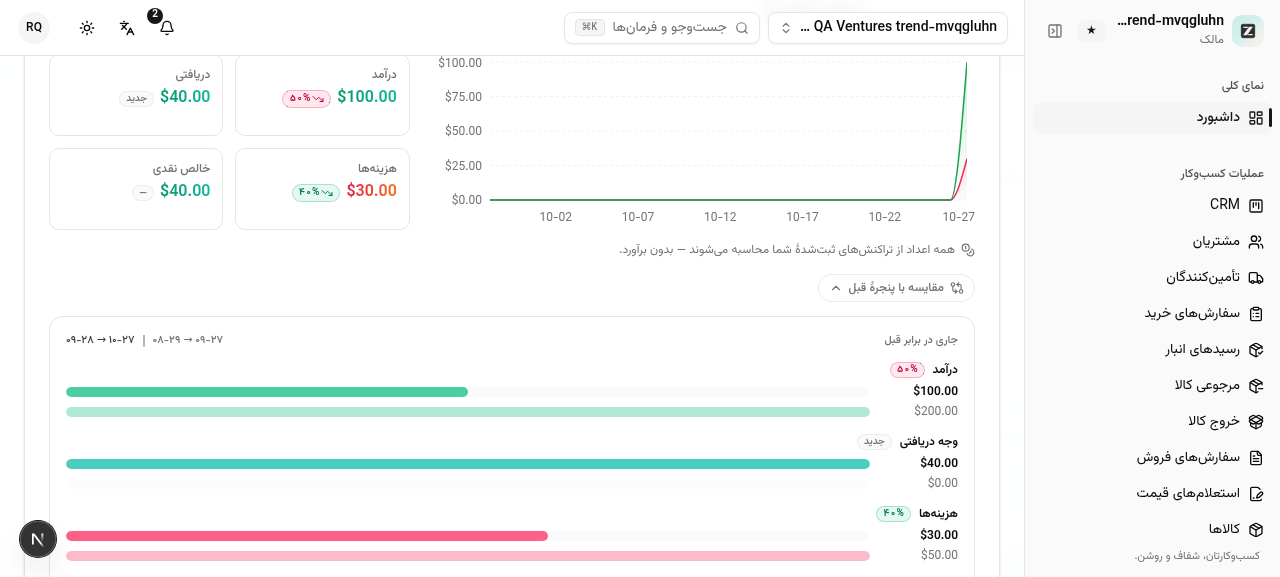 …rend-mvqgluhn
مالک
نمای کلی
داشبورد
عملیات کسب‌وکار
CRM
مشتریان
تأمین‌کنندگان
سفارش‌های خرید
رسیدهای انبار
مرجوعی کالا
خروج کالا
سفارش‌های فروش
استعلام‌های قیمت
کالاها
کسب‌وکارتان، شفاف و روشن.
QA Ventures trend-mvqgluhn …
جست‌وجو و فرمان‌ها
⌘K
2
RQ
$100.00
$75.00
$50.00
$25.00
$0.00
10-02 10-07 10-12 10-17 10-22 10-27
درآمد
$100.00 ۵۰%
دریافتی
$40.00 جدید
هزینه‌ها
$30.00 ۴۰%
خالص نقدی
$40.00 —
همه اعداد از تراکنش‌های ثبت‌شدهٔ شما محاسبه می‌شوند — بدون برآورد.
مقایسه با پنجرهٔ قبل
جاری در برابر قبل
۰۹-۲۸ → ۱۰-۲۷ | ۰۸-۲۹ → ۰۹-۲۷
درآمد ۵۰%
$100.00
$200.00
وجه دریافتی جدید
$40.00
$0.00
هزینه‌ها ۴۰%
$30.00
$50.00